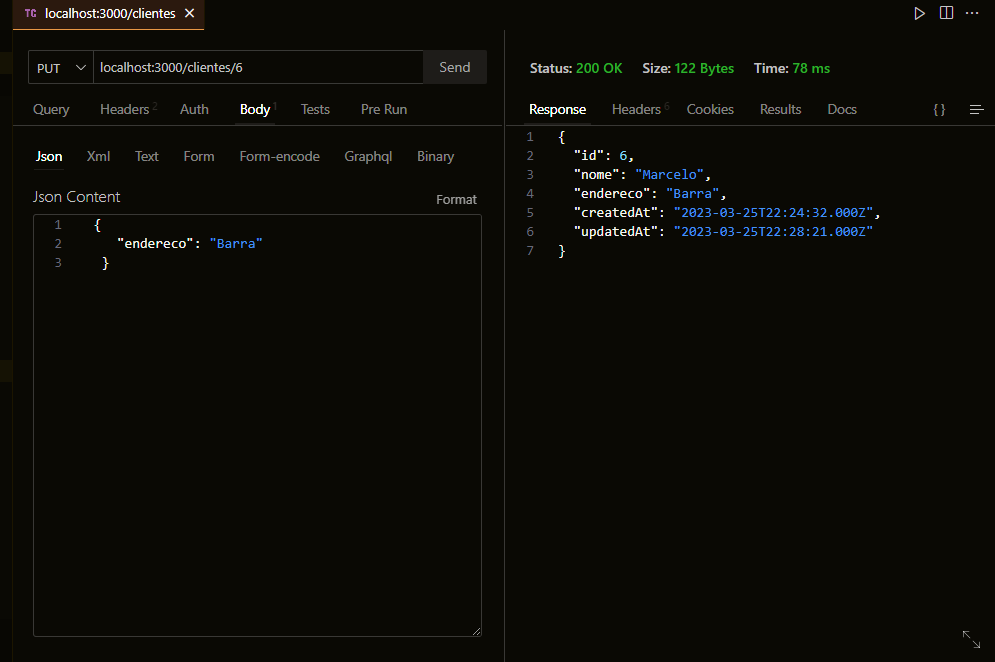 TC localhost:3000/clientes
PUT localhost:3000/clientes/6 Send
Query Headers 2 Auth Body 1 Tests Pre Run
Json Xml Text Form Form-encode Graphql Binary
Json Content Format
1 {
2 "endereco": "Barra"
3 }
Status: 200 OK Size: 122 Bytes Time: 78 ms
Response Headers 6 Cookies Results Docs {}
1 {
2 "id": 6,
3 "nome": "Marcelo",
4 "endereco": "Barra",
5 "createdAt": "2023-03-25T22:24:32.000Z",
6 "updatedAt": "2023-03-25T22:28:21.000Z"
7 }